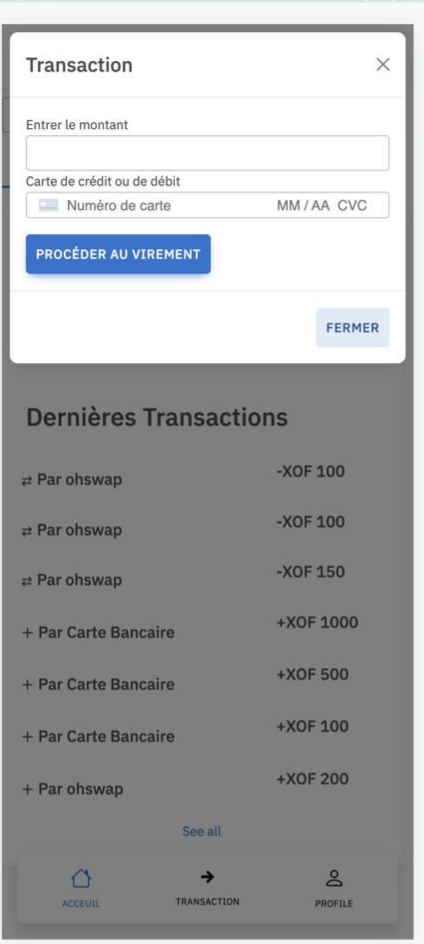 Transaction ×
Entrer le montant
Carte de crédit ou de débit
Numéro de carte MM / AA CVC
PROCÉDER AU VIREMENT
FERMER
Dernières Transactions
⇄ Par ohswap -XOF 100
⇄ Par ohswap -XOF 100
⇄ Par ohswap -XOF 150
+ Par Carte Bancaire +XOF 1000
+ Par Carte Bancaire +XOF 500
+ Par Carte Bancaire +XOF 100
+ Par ohswap +XOF 200
See all
ACCEUIL TRANSACTION PROFILE